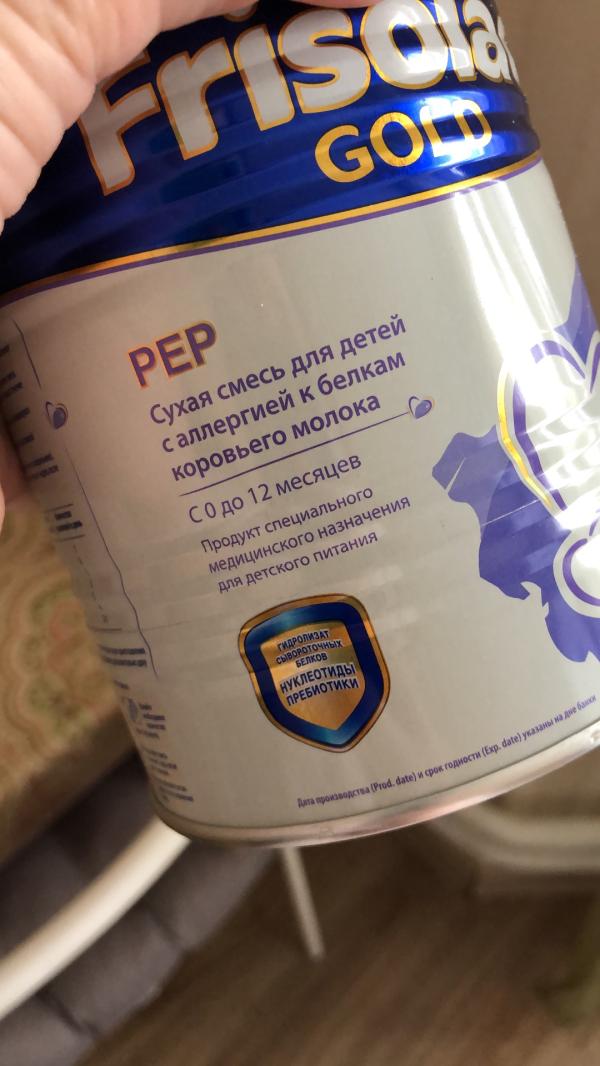 Frisolac
GOLD
PEP
Сухая смесь для детей
с аллергией к белкам
коровьего молока
С 0 до 12 месяцев
Продукт специального
медицинского назначения
для детского питания
ГИДРОЛИЗАТ
СЫВОРОТОЧНЫХ
БЕЛКОВ
НУКЛЕОТИДЫ
ПРЕБИОТИКИ
Дата производства (Prod. date) и срок годности (Exp. date) указаны на дне банки